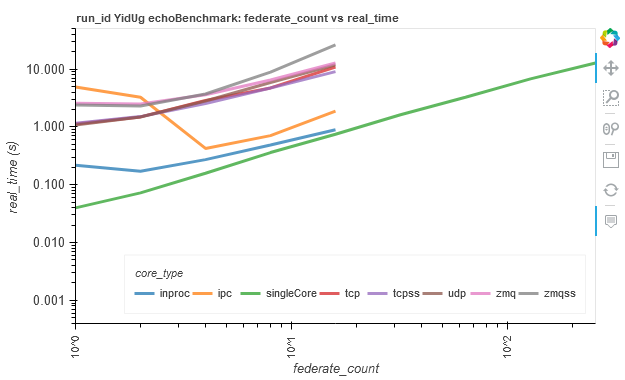 run_id YidUg echoBenchmark: federate_count vs real_time
real_time (s)
10.000
1.000
0.100
0.010
0.001
core_type
inproc ipc singleCore tcp tcpss udp zmq zmqss
10^0 10^1 10^2
federate_count